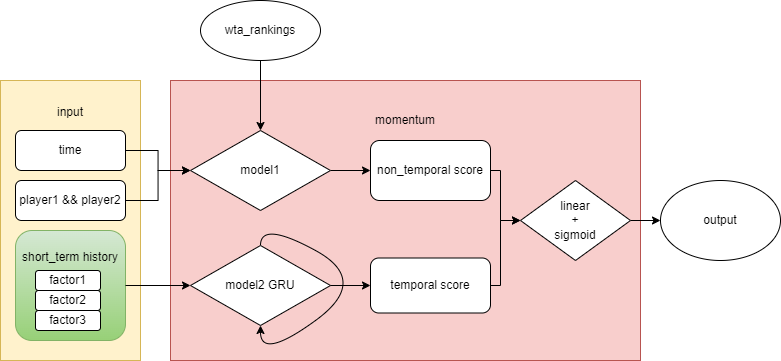 wta_rankings
input
momentum
time
player1 && player2
model1
non_temporal score
short_term history
factor1
factor2
factor3
model2 GRU
temporal score
linear
+
sigmoid
output